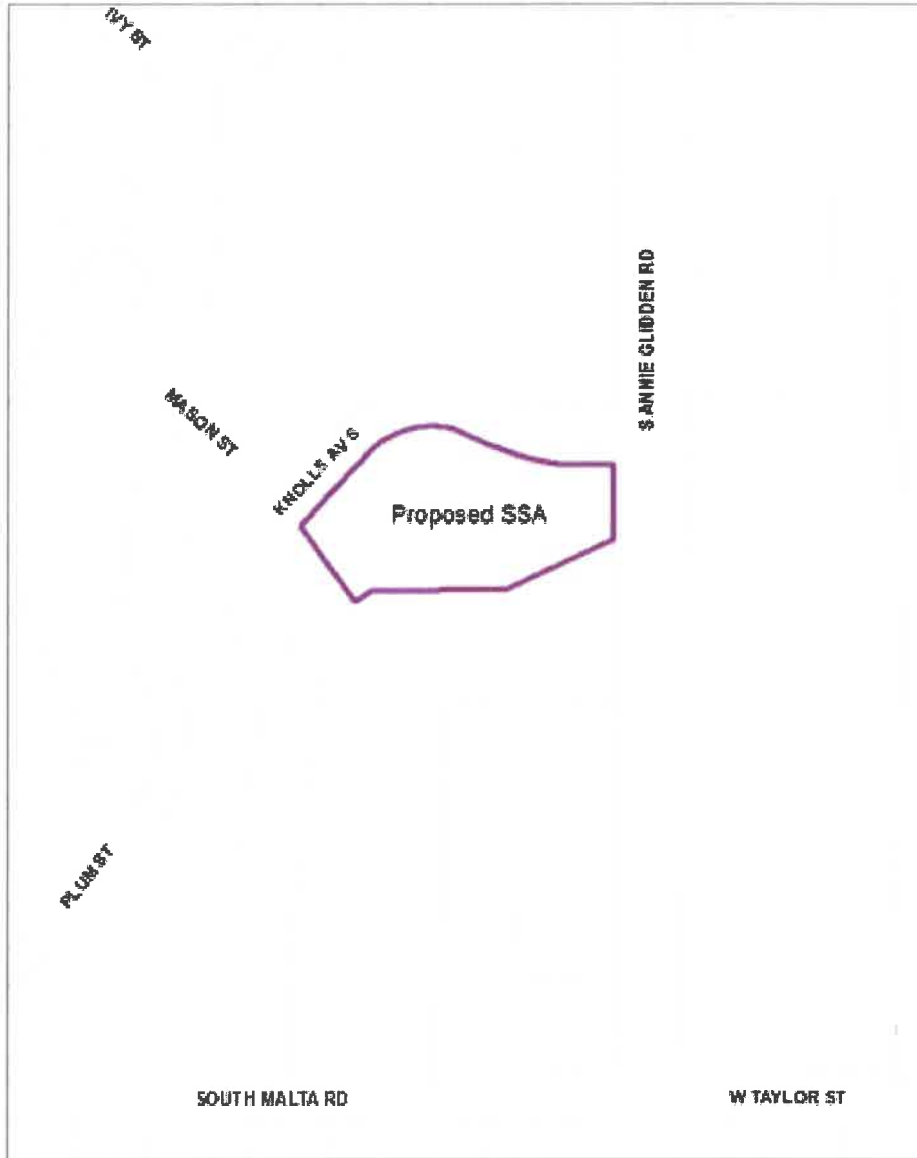 IVY ST
S ANNIE GLIDDEN RD
MASON ST
KNOLLS AV S
Proposed SSA
PLUM ST
SOUTH MALTA RD
W TAYLOR ST